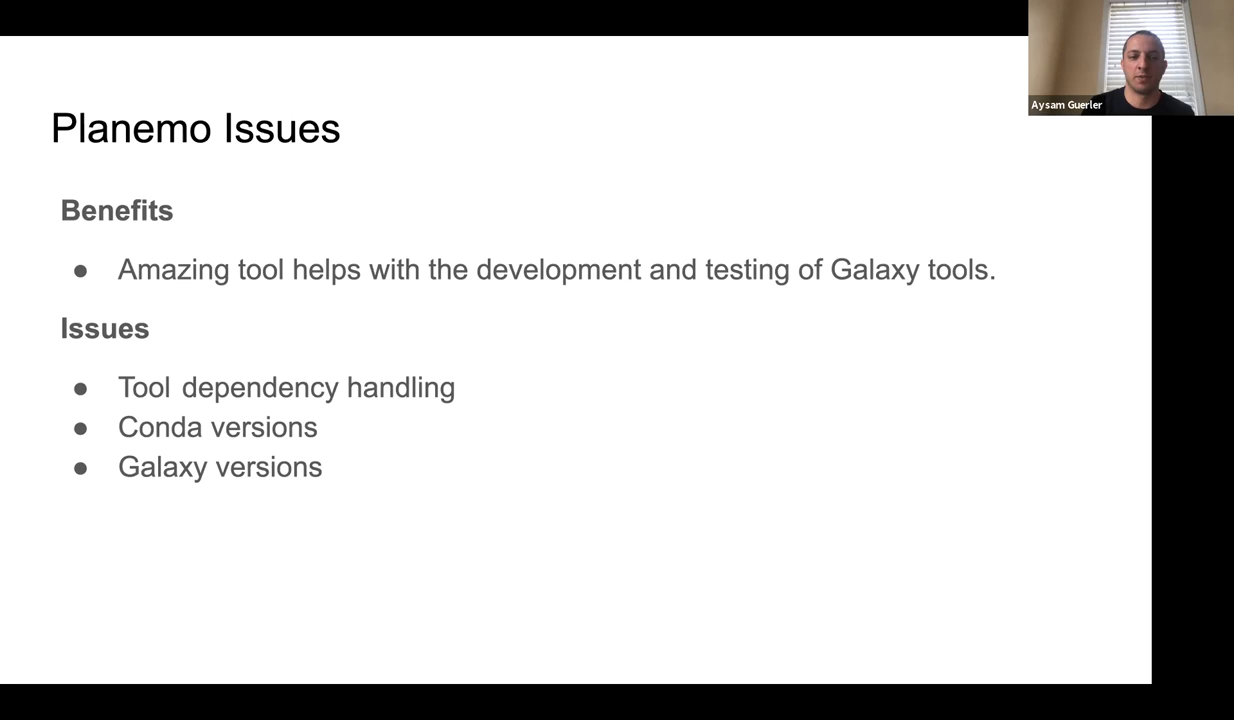 Planemo Issues
Aysam Guerler
Benefits
● Amazing tool helps with the development and testing of Galaxy tools.
Issues
● Tool dependency handling
● Conda versions
● Galaxy versions